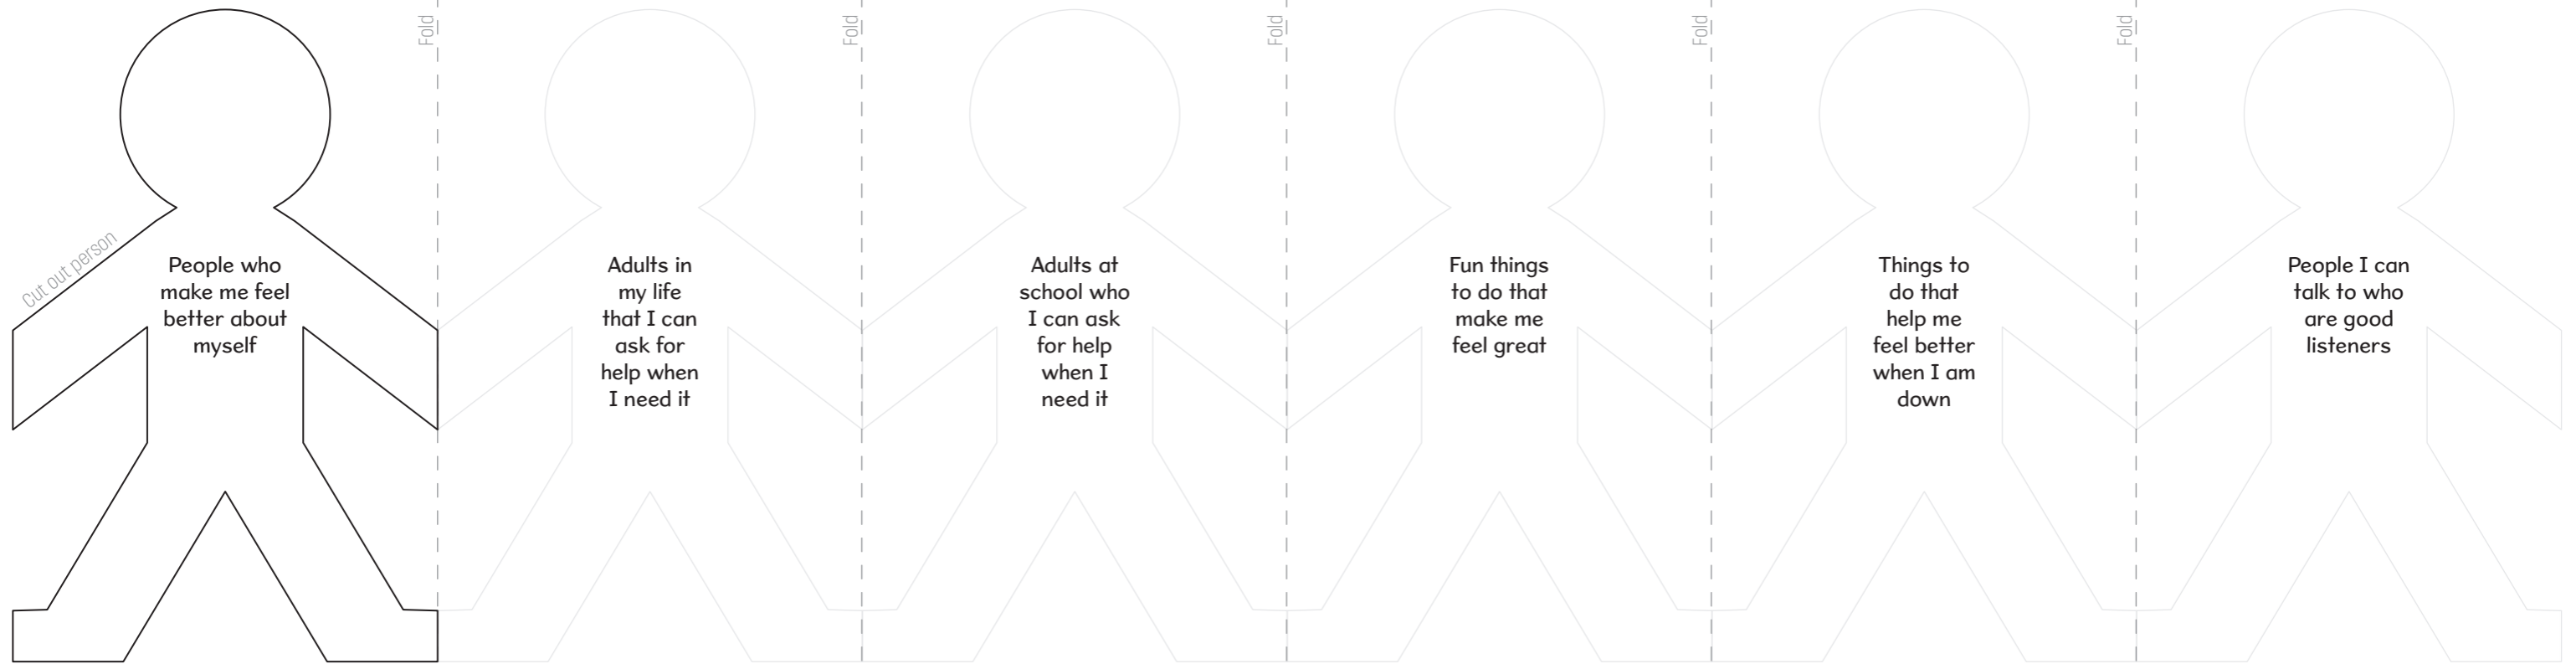 Fold
Fold
Fold
Fold
Fold
Cut out person
People who
make me feel
better about
myself
Adults in
my life
that I can
ask for
help when
I need it
Adults at
school who
I can ask
for help
when I
need it
Fun things
to do that
make me
feel great
Things to
do that
help me
feel better
when I am
down
People I can
talk to who
are good
listeners